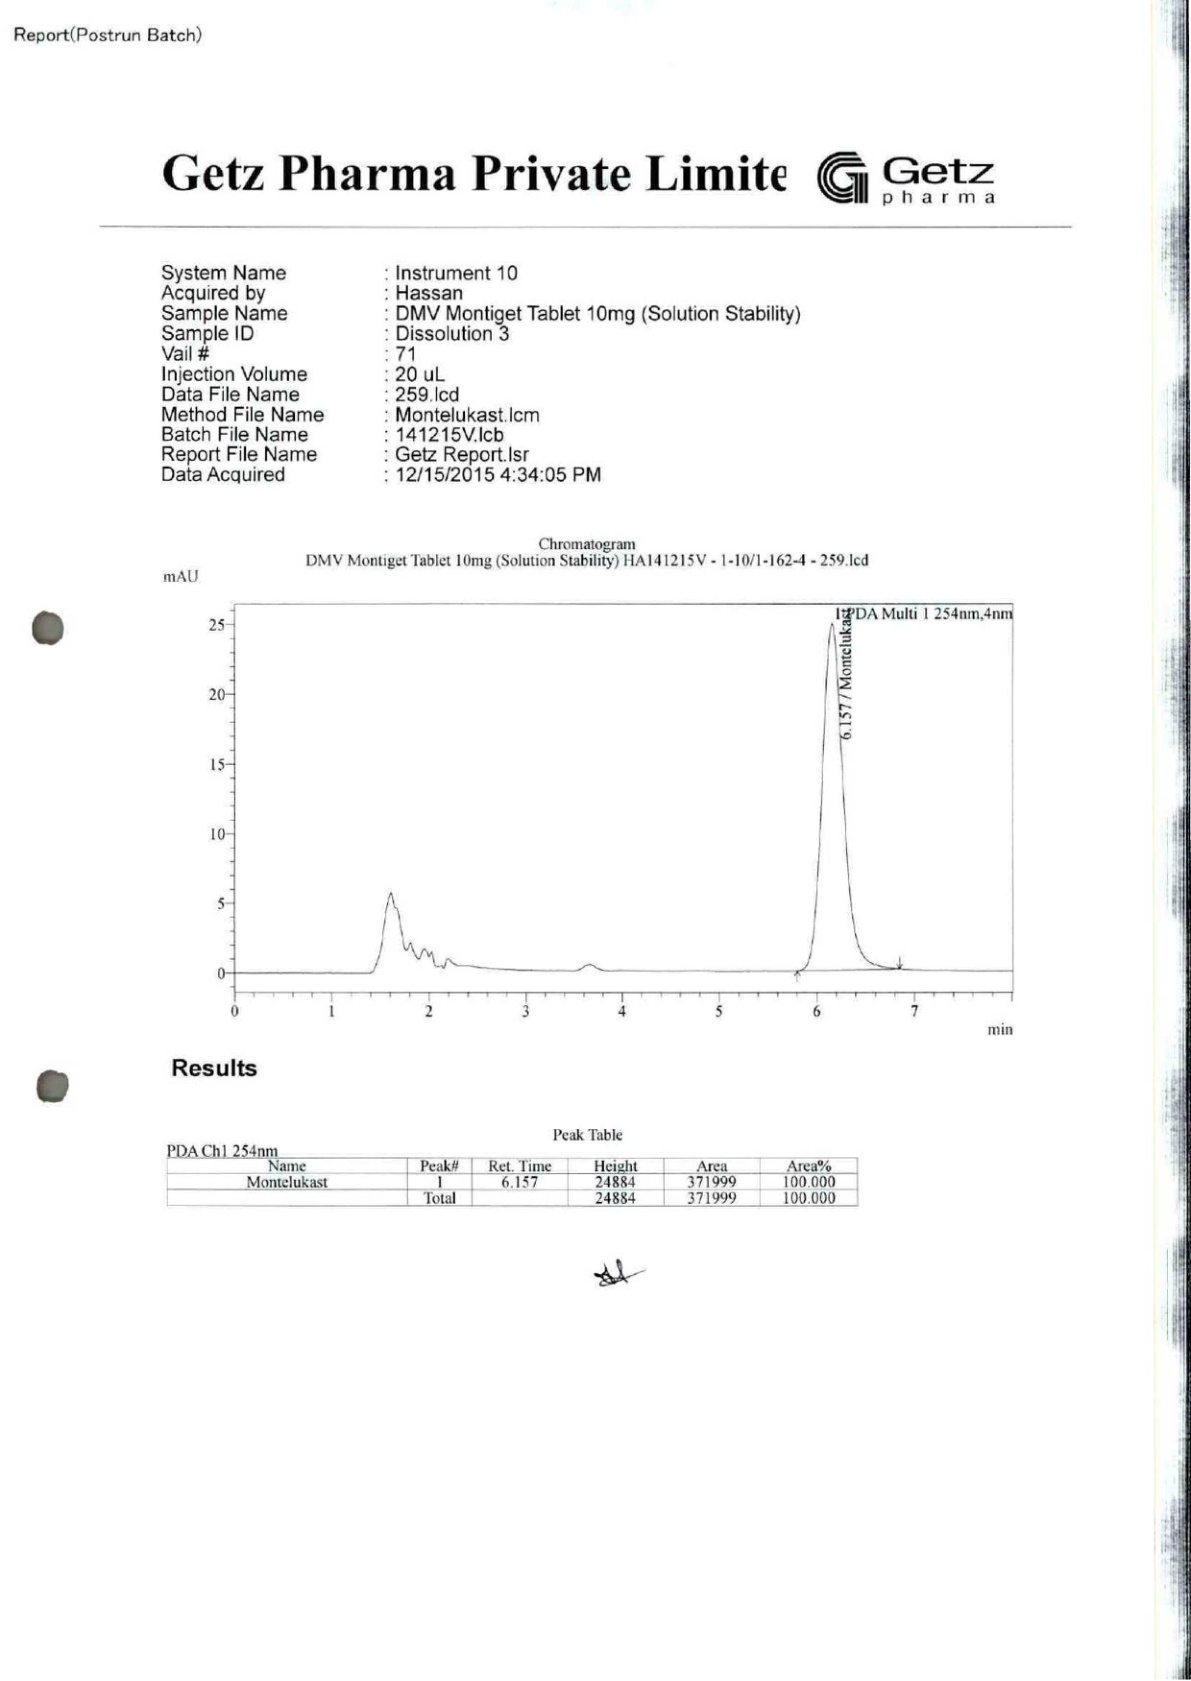 Report(Postrun Batch)
Getz Pharma Private Limite
Getz
pharma
System Name : Instrument 10
Acquired by : Hassan
Sample Name : DMV Montiget Tablet 10mg (Solution Stability)
Sample ID : Dissolution 3
Vail # : 71
Injection Volume : 20 uL
Data File Name : 259.lcd
Method File Name : Montelukast.lcm
Batch File Name : 141215V.lcb
Report File Name : Getz Report.lsr
Data Acquired : 12/15/2015 4:34:05 PM
Chromatogram
DMV Montiget Tablet 10mg (Solution Stability) HA141215V - 1-10/1-162-4 - 259.lcd
mAU
PDA Multi 1 254nm,4nm
6.157 / Montelukast
25
20
15
10
5
0
0 1 2 3 4 5 6 7
min
Results
Peak Table
PDA Ch1 254nm
Name Peak# Ret. Time Height Area Area%
Montelukast 1 6.157 24884 371999 100.000
Total 24884 371999 100.000